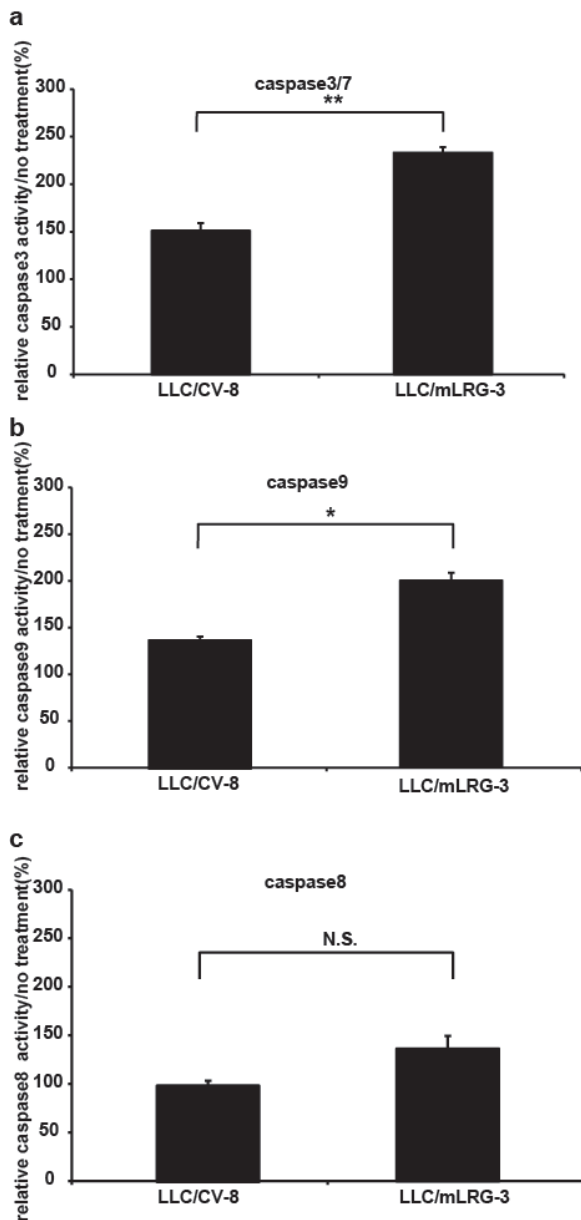 a
caspase3/7
**
relative caspase3 activity/no treatment(%)
300
250
200
150
100
50
0
LLC/CV-8 LLC/mLRG-3
b
caspase9
*
relative caspase9 activity/no tratment(%)
300
250
200
150
100
50
0
LLC/CV-8 LLC/mLRG-3
c
caspase8
N.S.
relative caspase8 activity/no treatment(%)
300
250
200
150
100
50
0
LLC/CV-8 LLC/mLRG-3